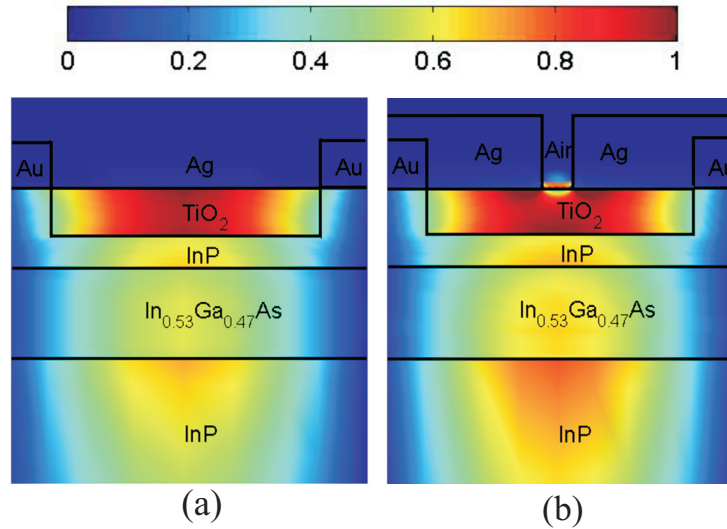 0 0.2 0.4 0.6 0.8 1
Au Ag Au
TiO2
InP
In0.53Ga0.47As
InP
(a)
Ag Air Ag
Au Au
TiO2
InP
In0.53Ga0.47As
InP
(b)